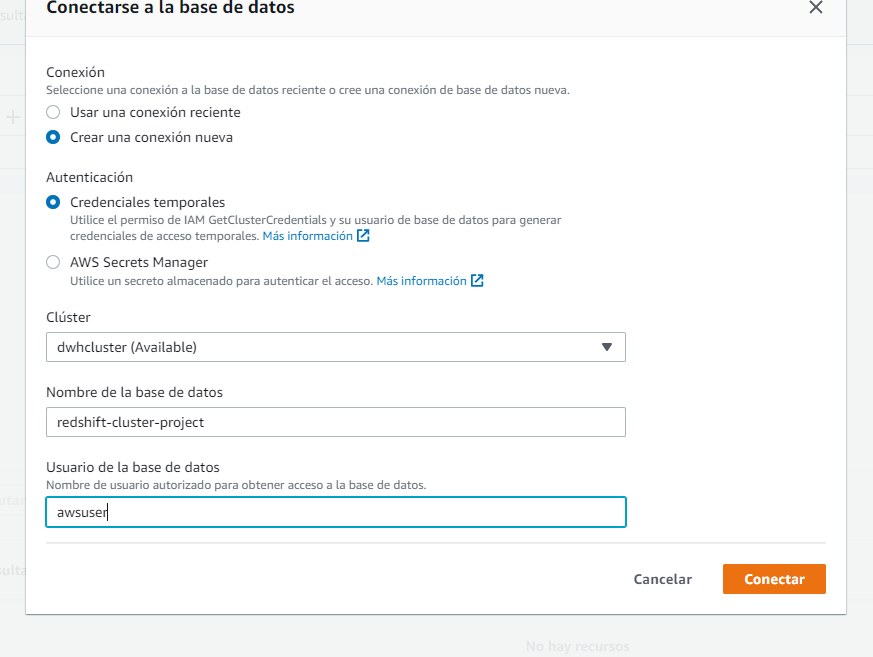 Conectarse a la base de datos
Conexión
Seleccione una conexión a la base de datos reciente o cree una conexión de base de datos nueva.
Usar una conexión reciente
Crear una conexión nueva
Autenticación
Credenciales temporales
Utilice el permiso de IAM GetClusterCredentials y su usuario de base de datos para generar
credenciales de acceso temporales. Más información
AWS Secrets Manager
Utilice un secreto almacenado para autenticar el acceso. Más información
Clúster
dwhcluster (Available)
Nombre de la base de datos
redshift-cluster-project
Usuario de la base de datos
Nombre de usuario autorizado para obtener acceso a la base de datos.
awsuser
Cancelar
Conectar
No hay recursos